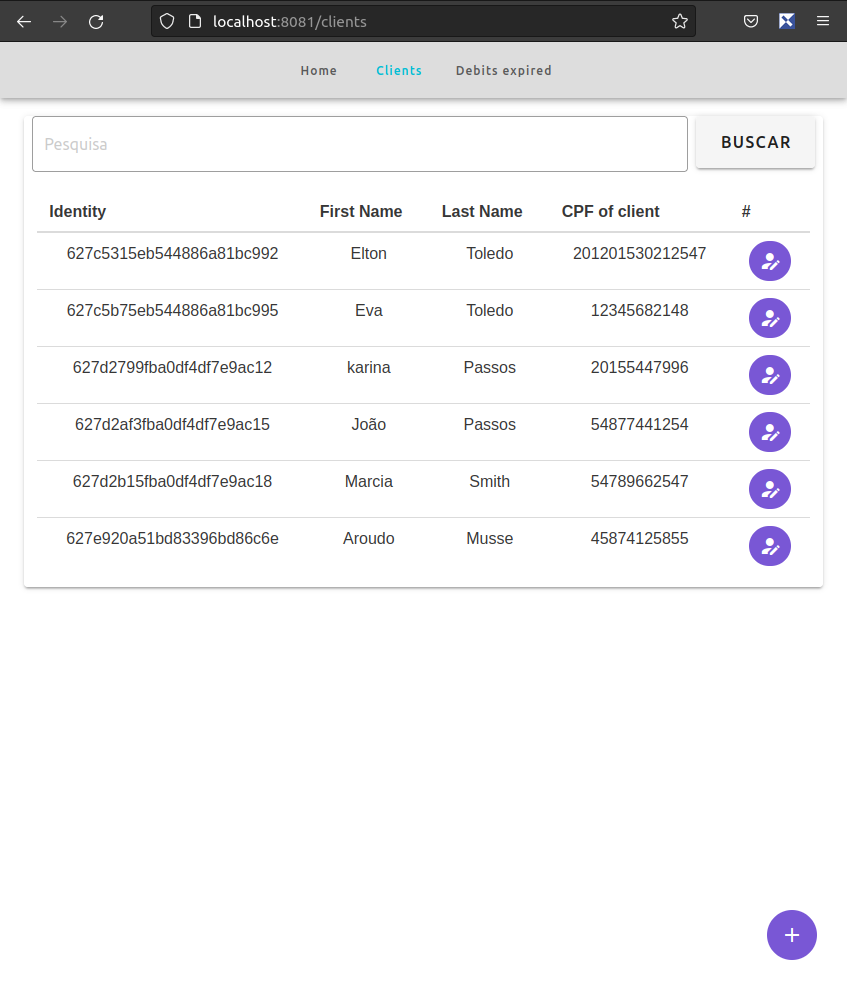 localhost:8081/clients
Home Clients Debits expired
Pesquisa BUSCAR
Identity First Name Last Name CPF of client #
627c5315eb544886a81bc992 Elton Toledo 201201530212547
627c5b75eb544886a81bc995 Eva Toledo 12345682148
627d2799fba0df4df7e9ac12 karina Passos 20155447996
627d2af3fba0df4df7e9ac15 João Passos 54877441254
627d2b15fba0df4df7e9ac18 Marcia Smith 54789662547
627e920a51bd83396bd86c6e Aroudo Musse 45874125855